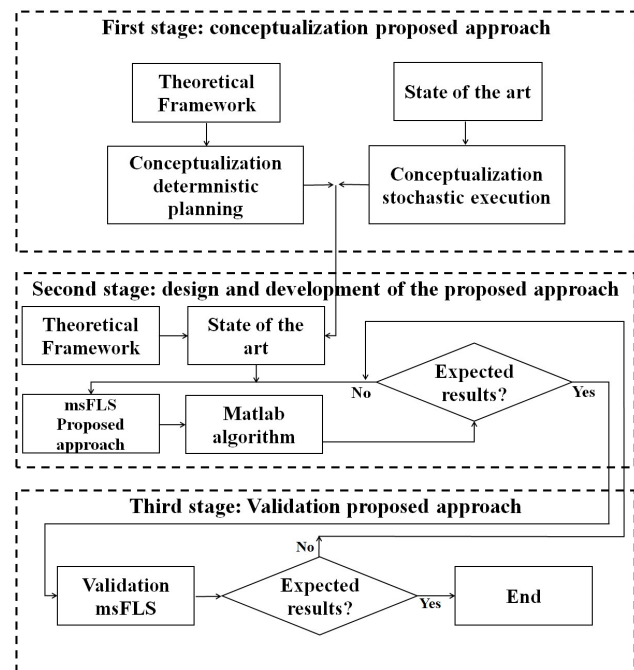 First stage: conceptualization proposed approach
Theoretical
Framework
State of the art
Conceptualization
determnistic
planning
Conceptualization
stochastic execution
Second stage: design and development of the proposed approach
Theoretical
Framework
State of the
art
Expected
results?
No
Yes
msFLS
Proposed
approach
Matlab
algorithm
Third stage: Validation proposed approach
No
Validation
msFLS
Expected
results?
Yes
End